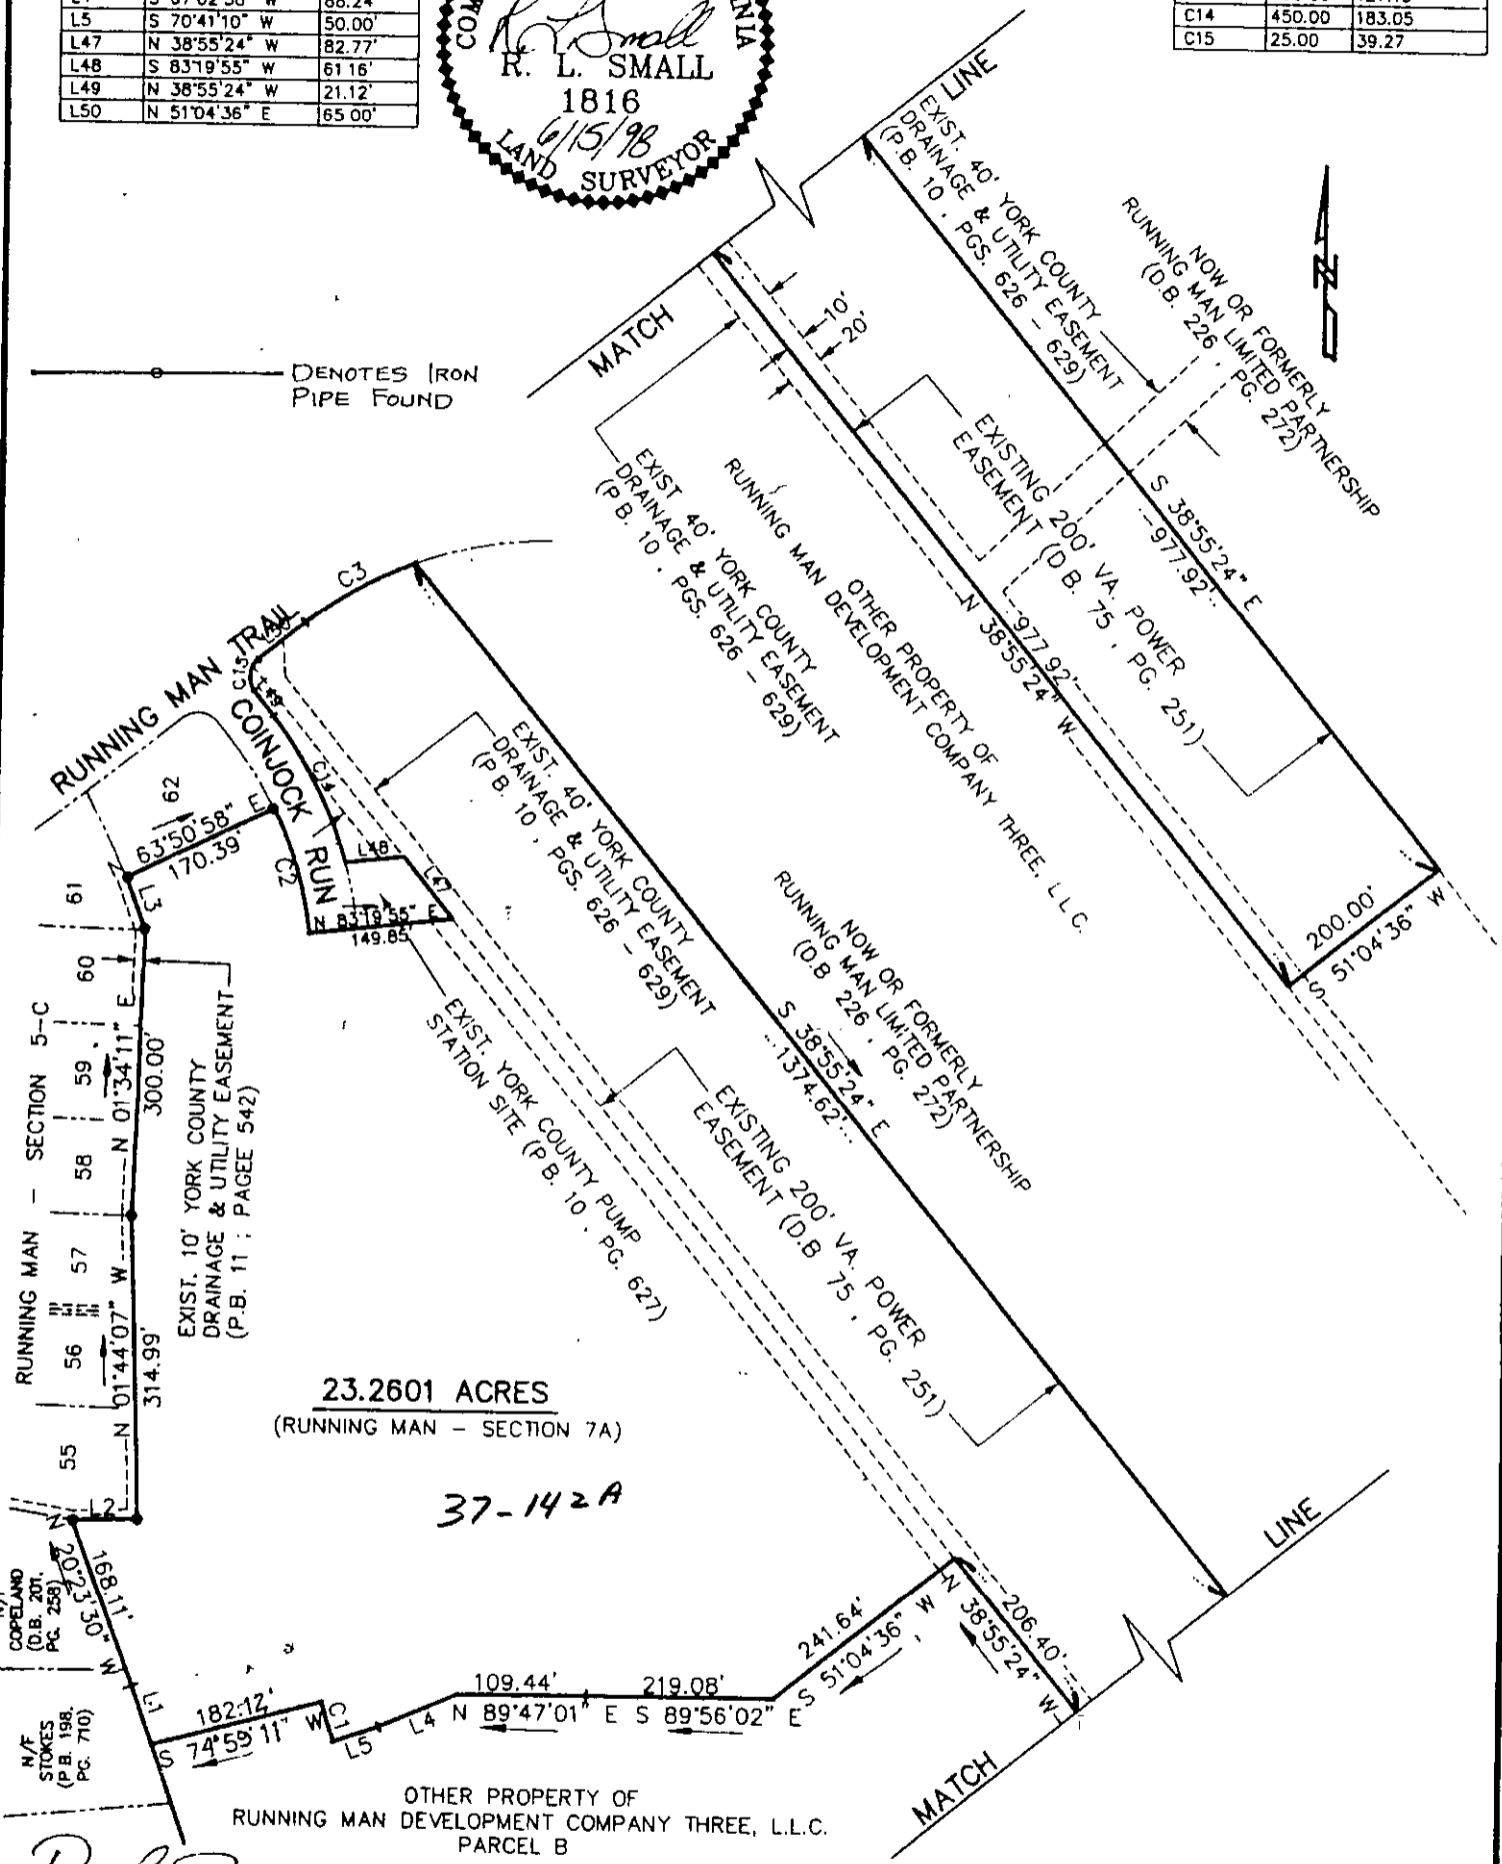 L5 S 70°41'10" W 50.00'
L47 N 38°55'24" W 82.77'
L48 S 83°19'55" W 61 16'
L49 N 38°55'24" W 21.12'
L50 N 51°04'36" E 65 00'
R. L. Small
R. L. SMALL
1816
6/15/98
LAND SURVEYOR
C14 450.00 183.05
C15 25.00 39.27
DENOTES IRON
PIPE FOUND
MATCH
LINE
N
EXIST. 40' YORK COUNTY
DRAINAGE & UTILITY EASEMENT
(P.B. 10, PGS. 626 – 629)
NOW OR FORMERLY
RUNNING MAN LIMITED PARTNERSHIP
(D.B. 226, PG. 272)
10'
20'
EXISTING 200' VA. POWER
EASEMENT (D.B. 75, PG. 251)
S 38°55'24" E
977.92'
EXIST 40' YORK COUNTY
DRAINAGE & UTILITY EASEMENT
(P.B. 10, PGS. 626 – 629)
OTHER PROPERTY OF
RUNNING MAN DEVELOPMENT COMPANY THREE, L.L.C.
977.92'
N 38°55'24" W
200.00'
S 51°04'36" W
C3
RUNNING MAN TRAIL
L50
C15
L49
COINJOCK RUN
C14
L48
L47
C2
N 83°19'55" E
149.85'
62
N 63°50'58" E
170.39'
L3
61
60
59
58
57
56
55
RUNNING MAN – SECTION 5-C
N 01°34'11" E
300.00'
N 01°44'07" W
314.99'
EXIST. 10' YORK COUNTY
DRAINAGE & UTILITY EASEMENT
(P.B. 11 ; PAGEE 542)
EXIST. 40' YORK COUNTY
DRAINAGE & UTILITY EASEMENT
(P.B. 10, PGS. 626 – 629)
EXIST. YORK COUNTY PUMP
STATION SITE (P.B. 10, PG. 627)
S 38°55'24" E
1374.62'
NOW OR FORMERLY
RUNNING MAN LIMITED PARTNERSHIP
(D.B 226, PG. 272)
EXISTING 200' VA. POWER
EASEMENT (D.B 75, PG. 251)
23.2601 ACRES
(RUNNING MAN – SECTION 7A)
37-142A
L2
168.11'
N 20°23'30" W
N/F
COPELAND
(D.B. 201,
PG. 258)
L1
N/F
STOKES
(P.B. 198,
PG. 710)
182.12'
S 74°59'11" W
C1
L5
L4
109.44'
N 89°47'01" E
219.08'
S 89°56'02" E
241.64'
S 51°04'36" W
206.40'
N 38°55'24" W
MATCH
LINE
OTHER PROPERTY OF
RUNNING MAN DEVELOPMENT COMPANY THREE, L.L.C.
PARCEL B